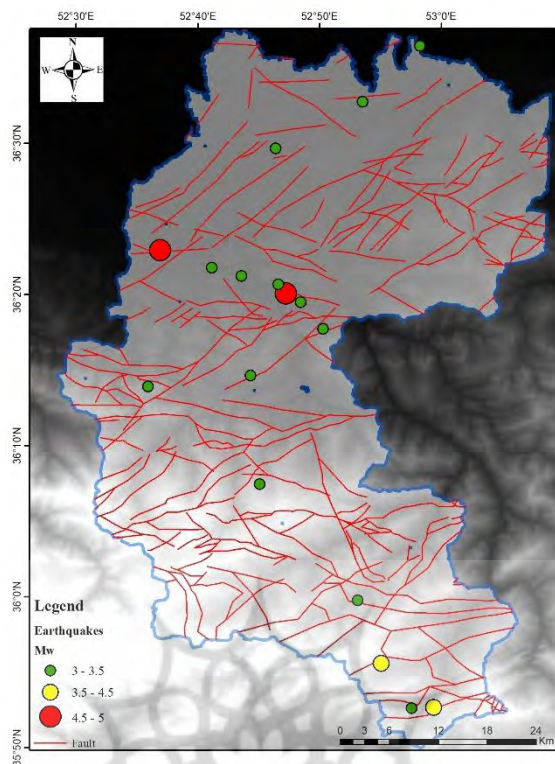 52°30'E 52°40'E 52°50'E 53°0'E
N
W E
S
36°30'N
36°20'N
36°10'N
36°0'N
35°50'N
Legend
Earthquakes
Mw
3 - 3.5
3.5 - 4.5
4.5 - 5
Fault
0 3 6 12 18 24
Km